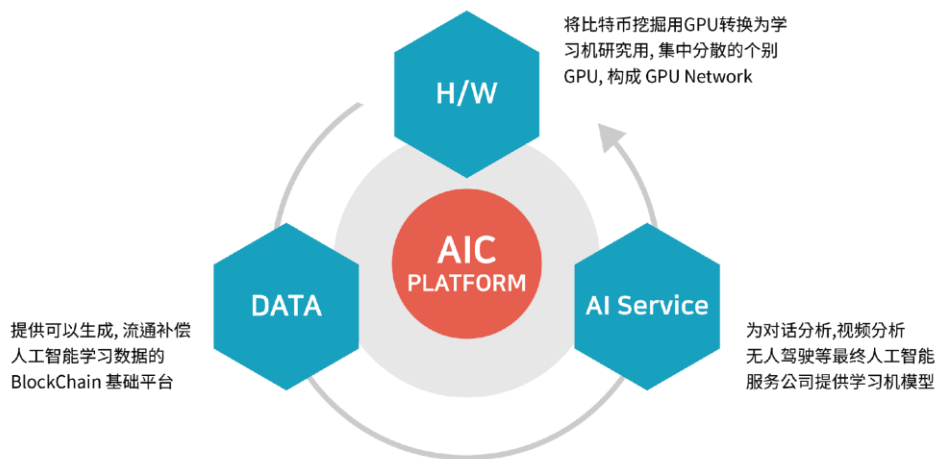 将比特币挖掘用GPU转换为学
习机研究用, 集中分散的个别
GPU, 构成 GPU Network
H/W
AIC
PLATFORM
DATA
AI Service
提供可以生成, 流通补偿
人工智能学习数据的
BlockChain 基础平台
为对话分析,视频分析
无人驾驶等最终人工智能
服务公司提供学习机模型